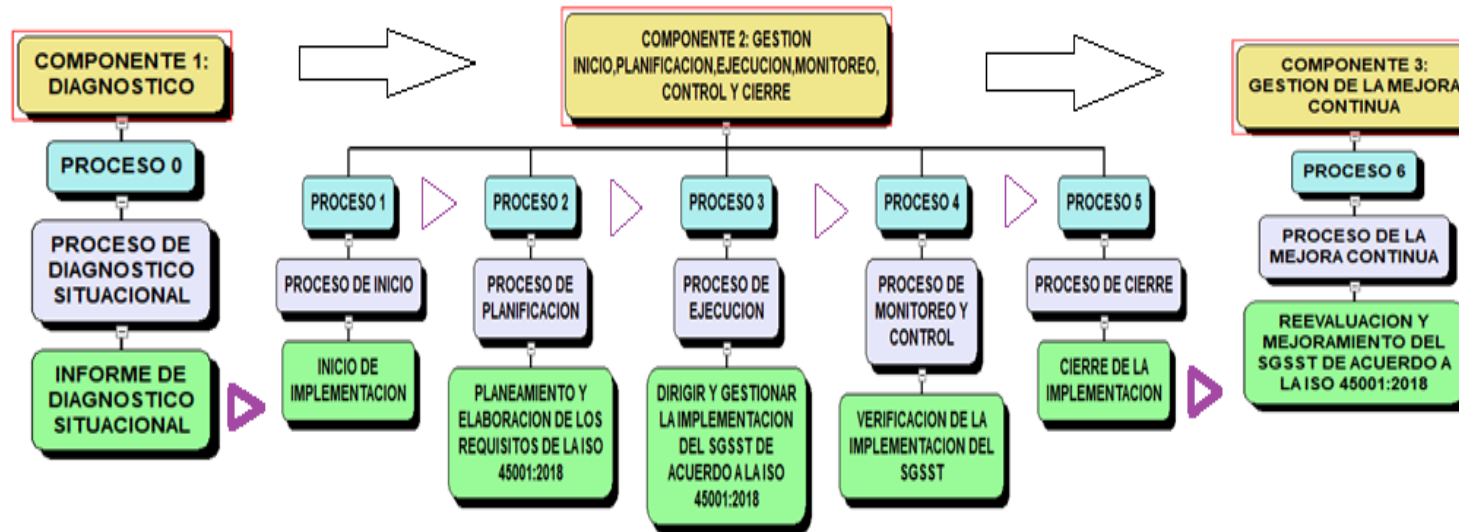 COMPONENTE 1:
DIAGNOSTICO
PROCESO 0
PROCESO DE
DIAGNOSTICO
SITUACIONAL
INFORME DE
DIAGNOSTICO
SITUACIONAL
COMPONENTE 2: GESTION
INICIO,PLANIFICACION,EJECUCION,MONITOREO,
CONTROL Y CIERRE
PROCESO 1
PROCESO DE INICIO
INICIO DE
IMPLEMENTACION
PROCESO 2
PROCESO DE
PLANIFICACION
PLANEAMIENTO Y
ELABORACION DE LOS
REQUISITOS DE LA ISO
45001:2018
PROCESO 3
PROCESO DE
EJECUCION
DIRIGIR Y GESTIONAR
LA IMPLEMENTACION
DEL SGSST DE
ACUERDO A LA ISO
45001:2018
PROCESO 4
PROCESO DE
MONITOREO Y
CONTROL
VERIFICACION DE LA
IMPLEMENTACION DEL
SGSST
PROCESO 5
PROCESO DE CIERRE
CIERRE DE LA
IMPLEMENTACION
COMPONENTE 3:
GESTION DE LA MEJORA
CONTINUA
PROCESO 6
PROCESO DE LA
MEJORA CONTINUA
REEVALUACION Y
MEJORAMIENTO DEL
SGSST DE ACUERDO A
LA ISO 45001:2018